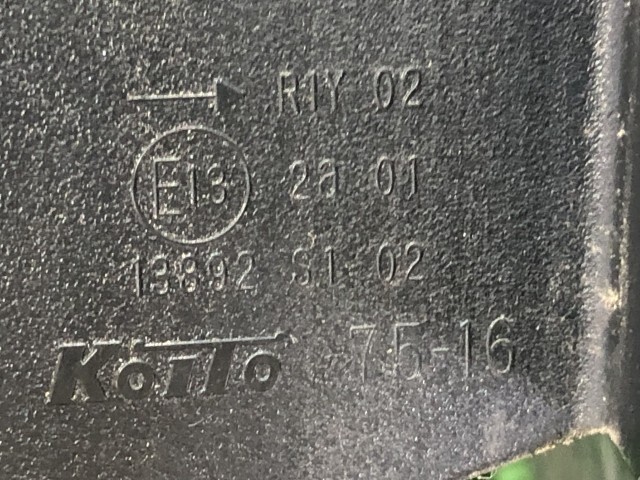 → R1Y 02
E13 2a 01
13892 S1 02
Koito 75-16